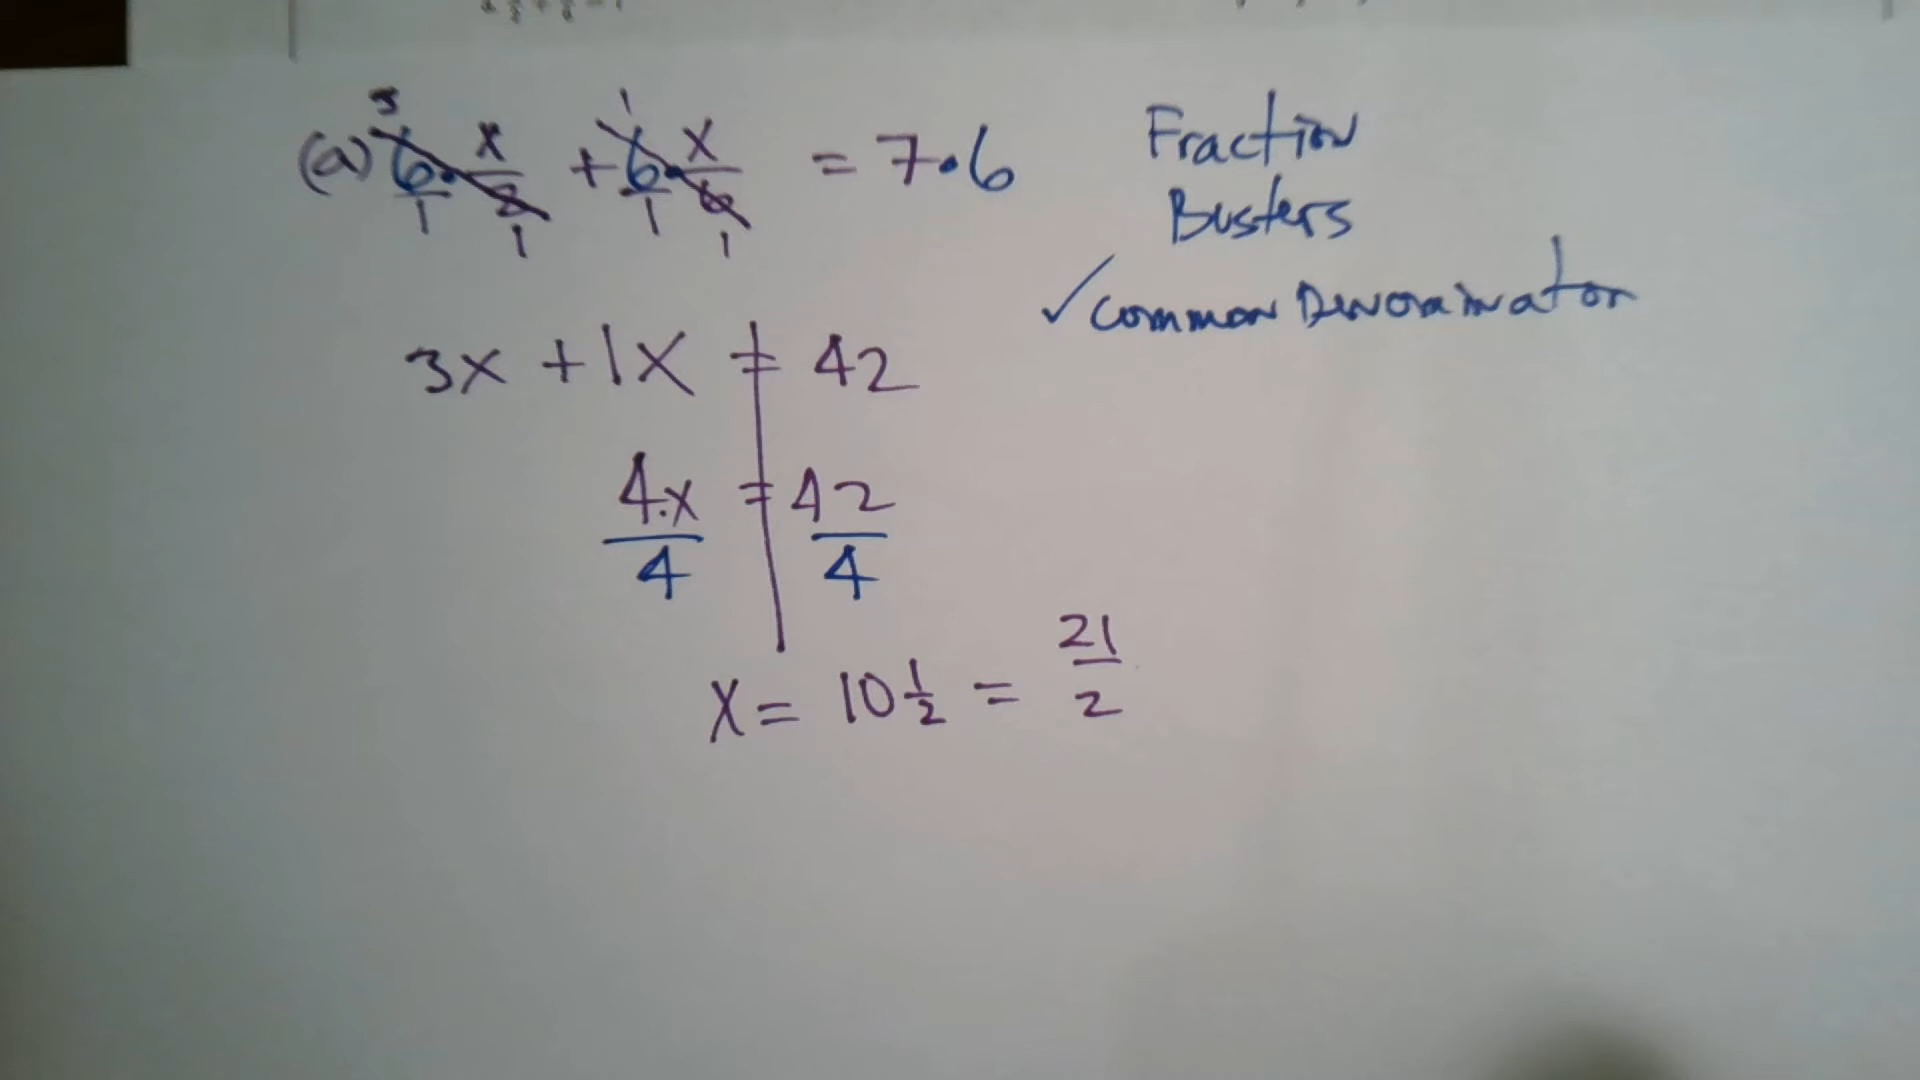 (a) 3 6/1 · x/2 1 + 1 6/1 · x/6 1 = 7·6
Fraction
Busters
✓ Common Denominator
3x + 1x = 42
4·x/4 = 42/4
x = 10 1/2 = 21/2